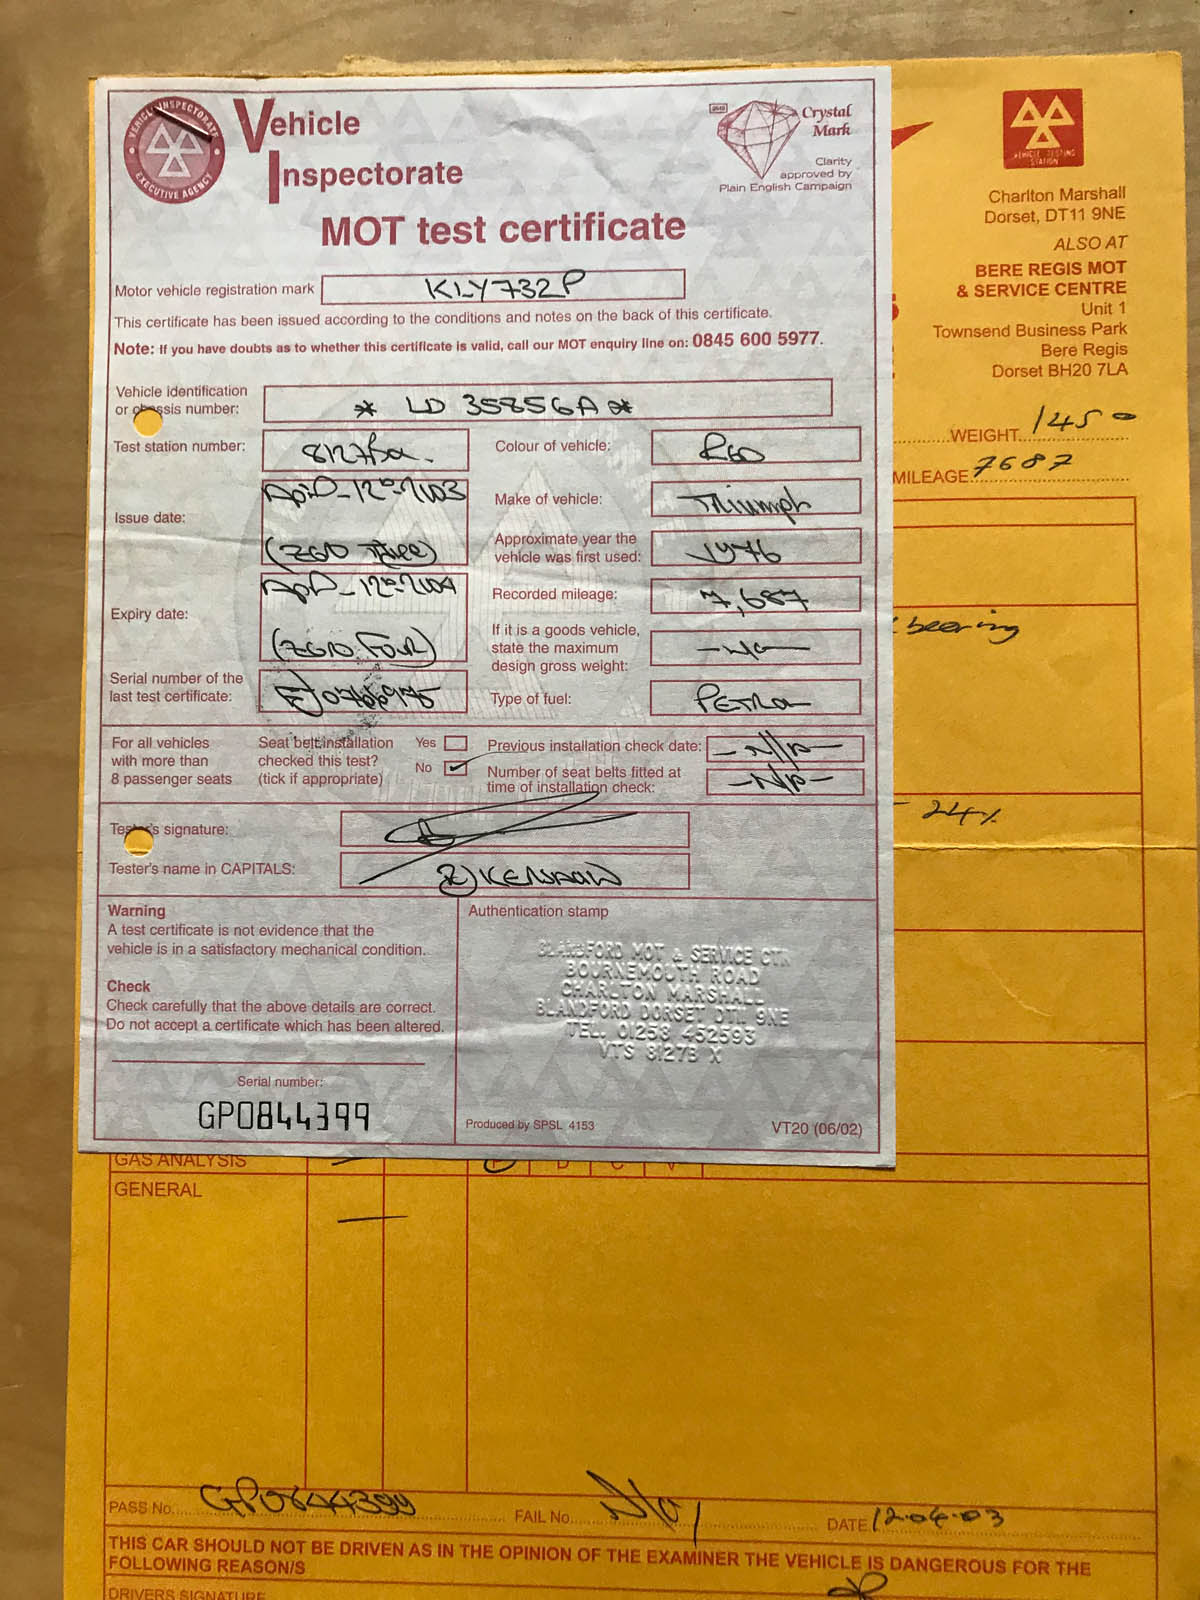 VEHICLE INSPECTORATE
EXECUTIVE AGENCY
Vehicle
Inspectorate
Crystal
Mark
Clarity
approved by
Plain English Campaign
MOT test certificate
Motor vehicle registration mark KLY732P
This certificate has been issued according to the conditions and notes on the back of this certificate.
Note: If you have doubts as to whether this certificate is valid, call our MOT enquiry line on: 0845 600 5977.
Vehicle identification
or chassis number: * LD 35856A *
Test station number:
Colour of vehicle: RED
Issue date:
Make of vehicle: Triumph
Approximate year the
vehicle was first used: 1976
Expiry date:
Recorded mileage: 7,687
If it is a goods vehicle,
state the maximum
design gross weight:
Serial number of the
last test certificate:
Type of fuel: PETROL
For all vehicles
with more than
8 passenger seats
Seat belt installation
checked this test?
(tick if appropriate)
Yes
No
Previous installation check date: -N/A-
Number of seat belts fitted at
time of installation check: -N/A-
Tester's signature:
Tester's name in CAPITALS:
Warning
A test certificate is not evidence that the
vehicle is in a satisfactory mechanical condition.
Check
Check carefully that the above details are correct.
Do not accept a certificate which has been altered.
Serial number:
GP0844399
Authentication stamp
BLANDFORD MOT & SERVICE CTR
BOURNEMOUTH ROAD
CHARLTON MARSHALL
BLANDFORD DORSET DT11 9NE
TEL. 01258 452593
VTS 8127B X
Produced by SPSL 4153
VT20 (06/02)
VEHICLE TESTING
STATION
Charlton Marshall
Dorset, DT11 9NE
ALSO AT
BERE REGIS MOT
& SERVICE CENTRE
Unit 1
Townsend Business Park
Bere Regis
Dorset BH20 7LA
WEIGHT 1450
MILEAGE 7687
bearing
24%
GAS ANALYSIS
GENERAL
PASS No. GP0844399
FAIL No. N/A
DATE 12-04-03
THIS CAR SHOULD NOT BE DRIVEN AS IN THE OPINION OF THE EXAMINER THE VEHICLE IS DANGEROUS FOR THE
FOLLOWING REASON/S
DRIVERS SIGNATURE